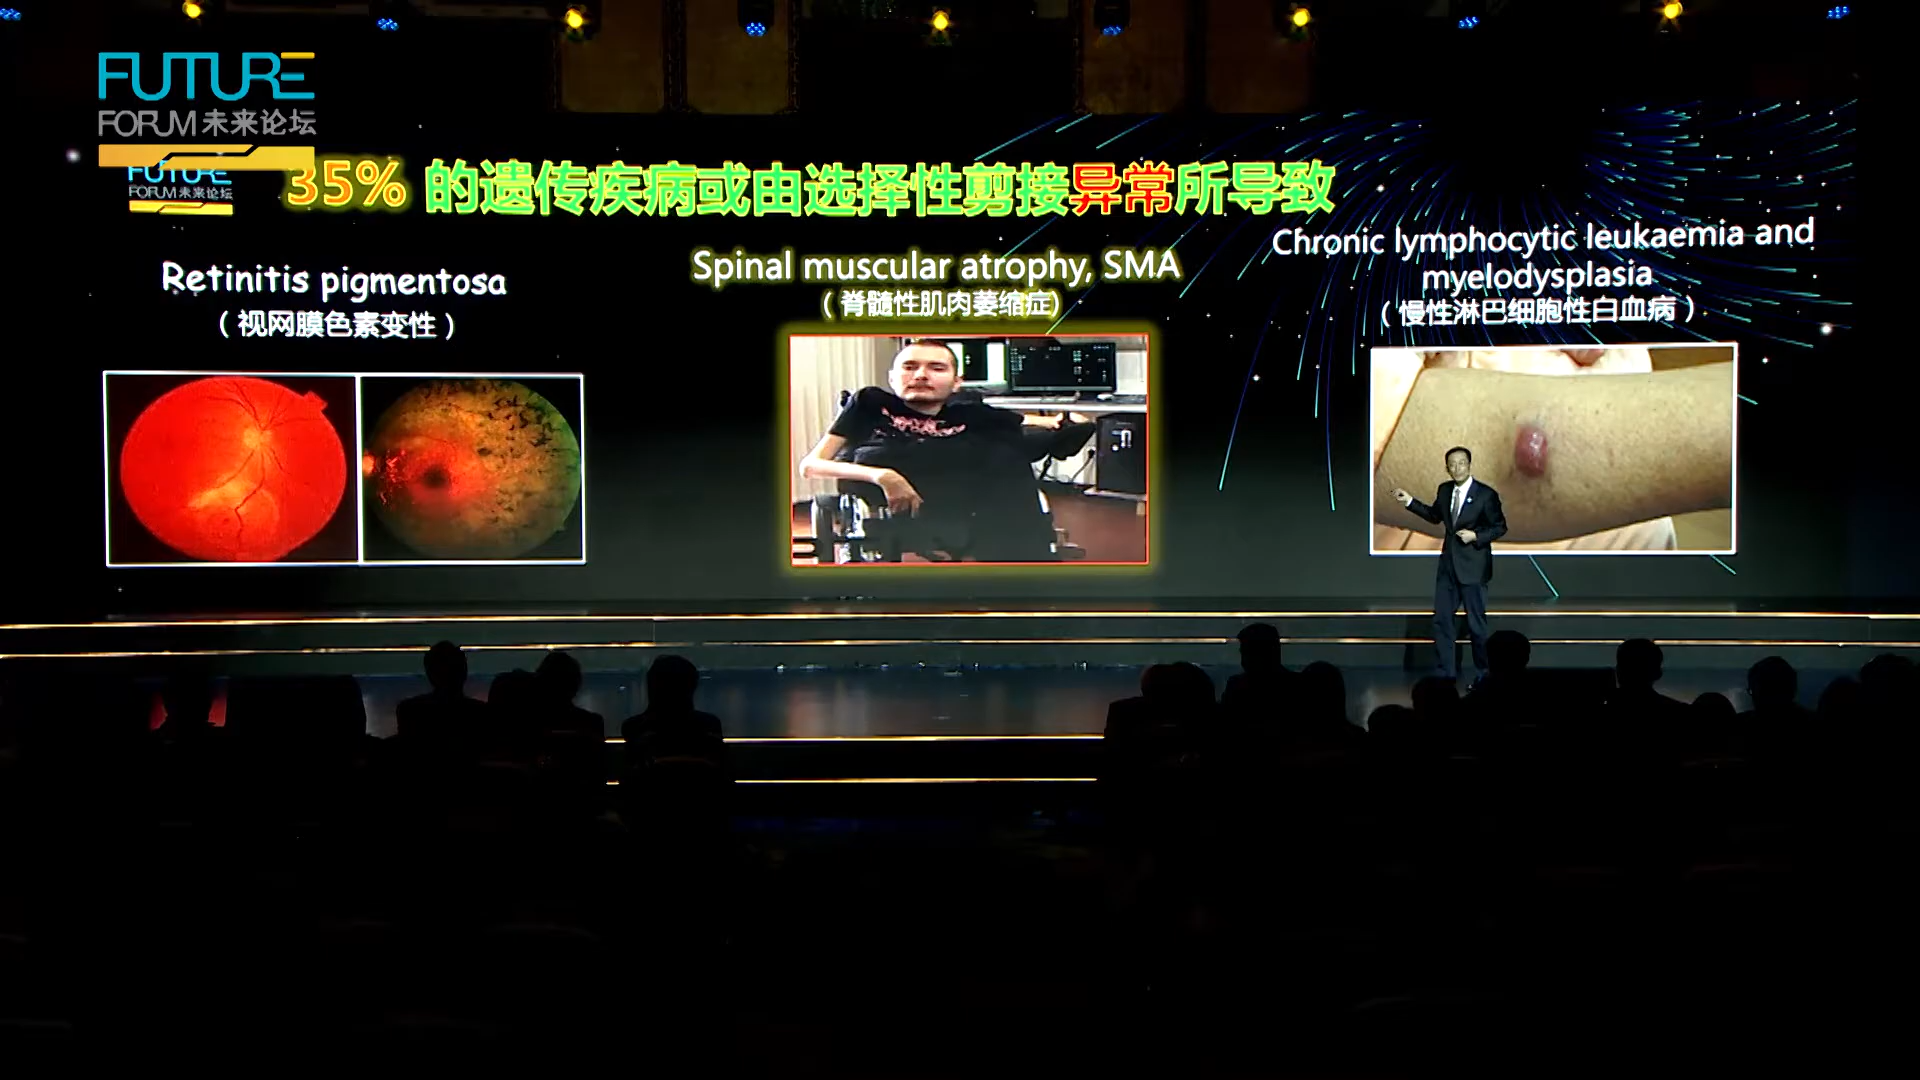 FUTURE
FORUM 未来论坛
FUTURE
FORUM 未来论坛
35% 的遗传疾病或由选择性剪接异常所导致
Retinitis pigmentosa
（视网膜色素变性）
Spinal muscular atrophy, SMA
（脊髓性肌肉萎缩症)
Chronic lymphocytic leukaemia and
myelodysplasia
（慢性淋巴细胞性白血病）